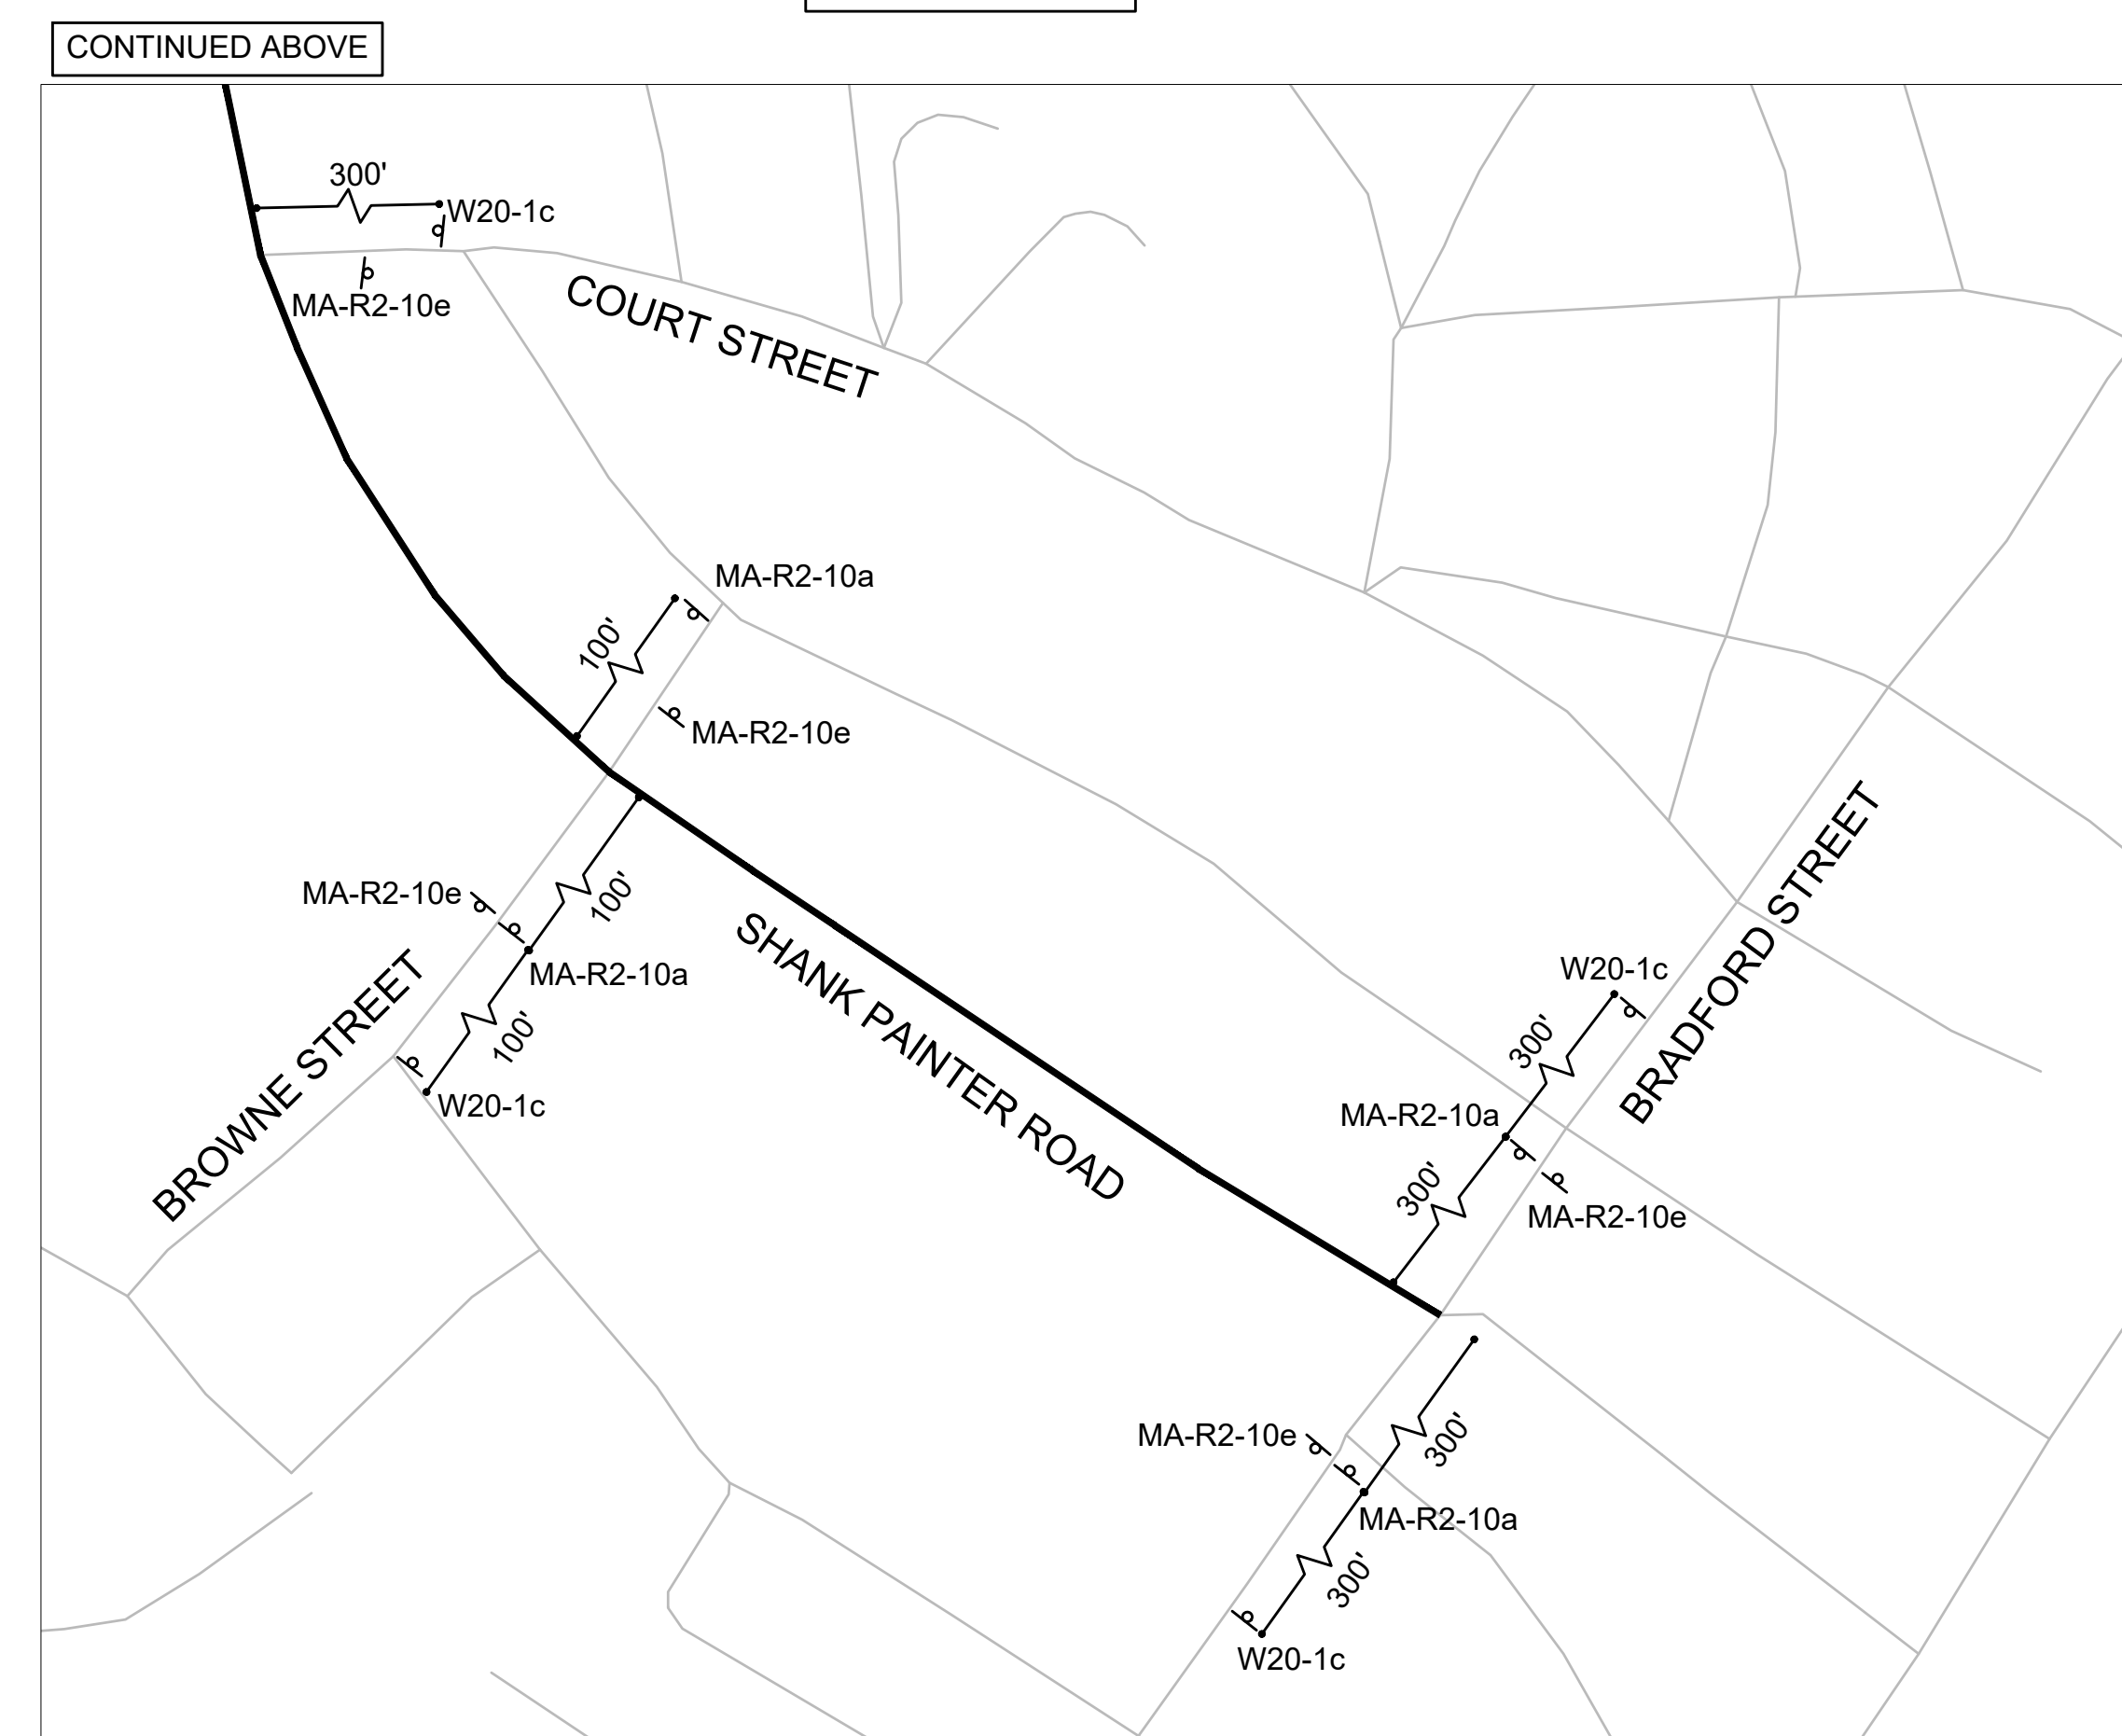 CONTINUED ABOVE
300'
W20-1c
MA-R2-10e
COURT STREET
MA-R2-10a
100'
MA-R2-10e
MA-R2-10e
100'
MA-R2-10a
SHANK PAINTER ROAD
BROWNE STREET
100'
W20-1c
W20-1c
BRADFORD STREET
300'
MA-R2-10a
300'
MA-R2-10e
MA-R2-10e
300'
MA-R2-10a
300'
W20-1c